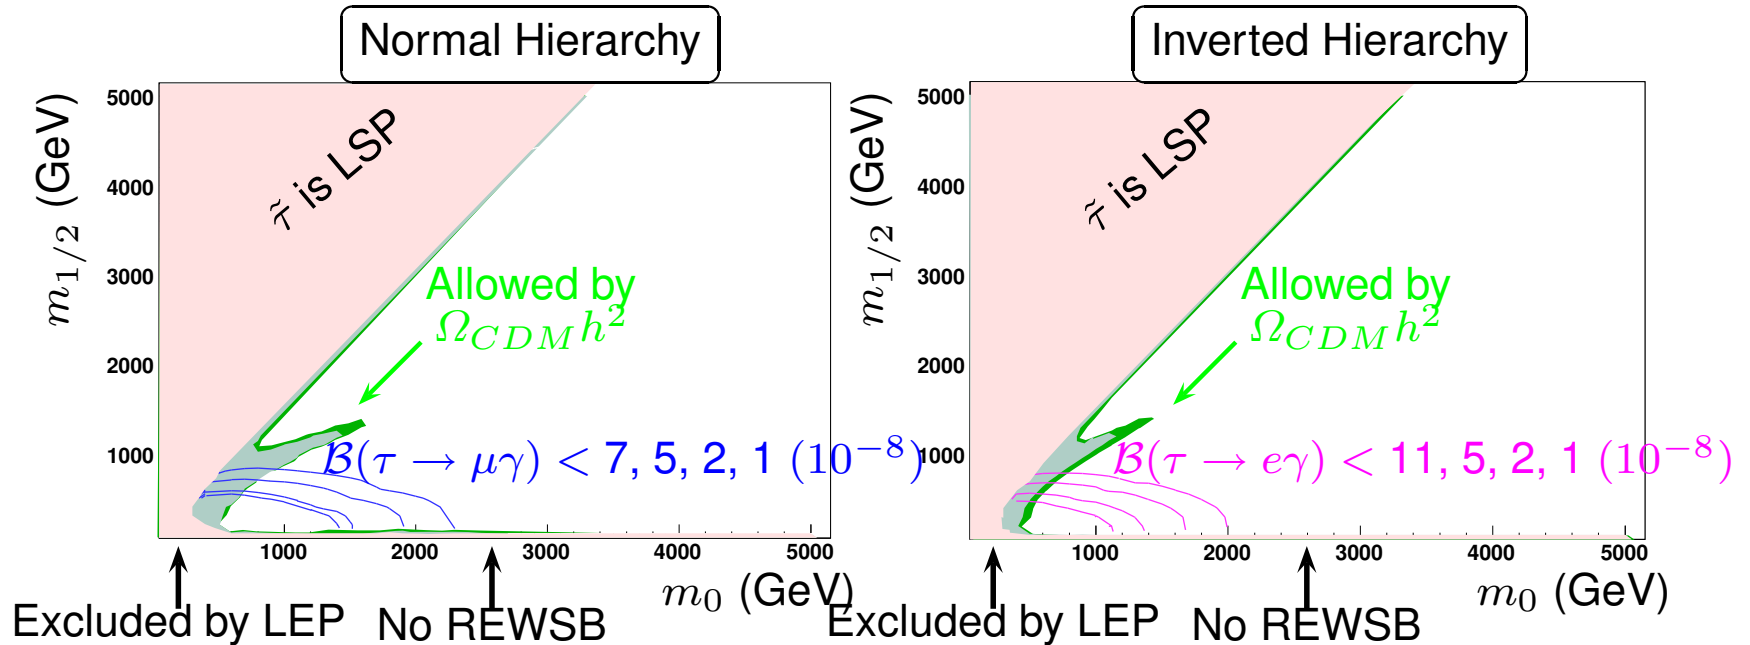 Normal Hierarchy
m₁/₂ (GeV)
5000
4000
3000
2000
1000
τ̃ is LSP
Allowed by
Ω_CDM h²
ℬ(τ → μγ) < 7, 5, 2, 1 (10⁻⁸)
1000 2000 3000 4000 5000
m₀ (GeV)
Excluded by LEP
No REWSB
Inverted Hierarchy
m₁/₂ (GeV)
5000
4000
3000
2000
1000
τ̃ is LSP
Allowed by
Ω_CDM h²
ℬ(τ → eγ) < 11, 5, 2, 1 (10⁻⁸)
1000 2000 3000 4000 5000
m₀ (GeV)
Excluded by LEP
No REWSB